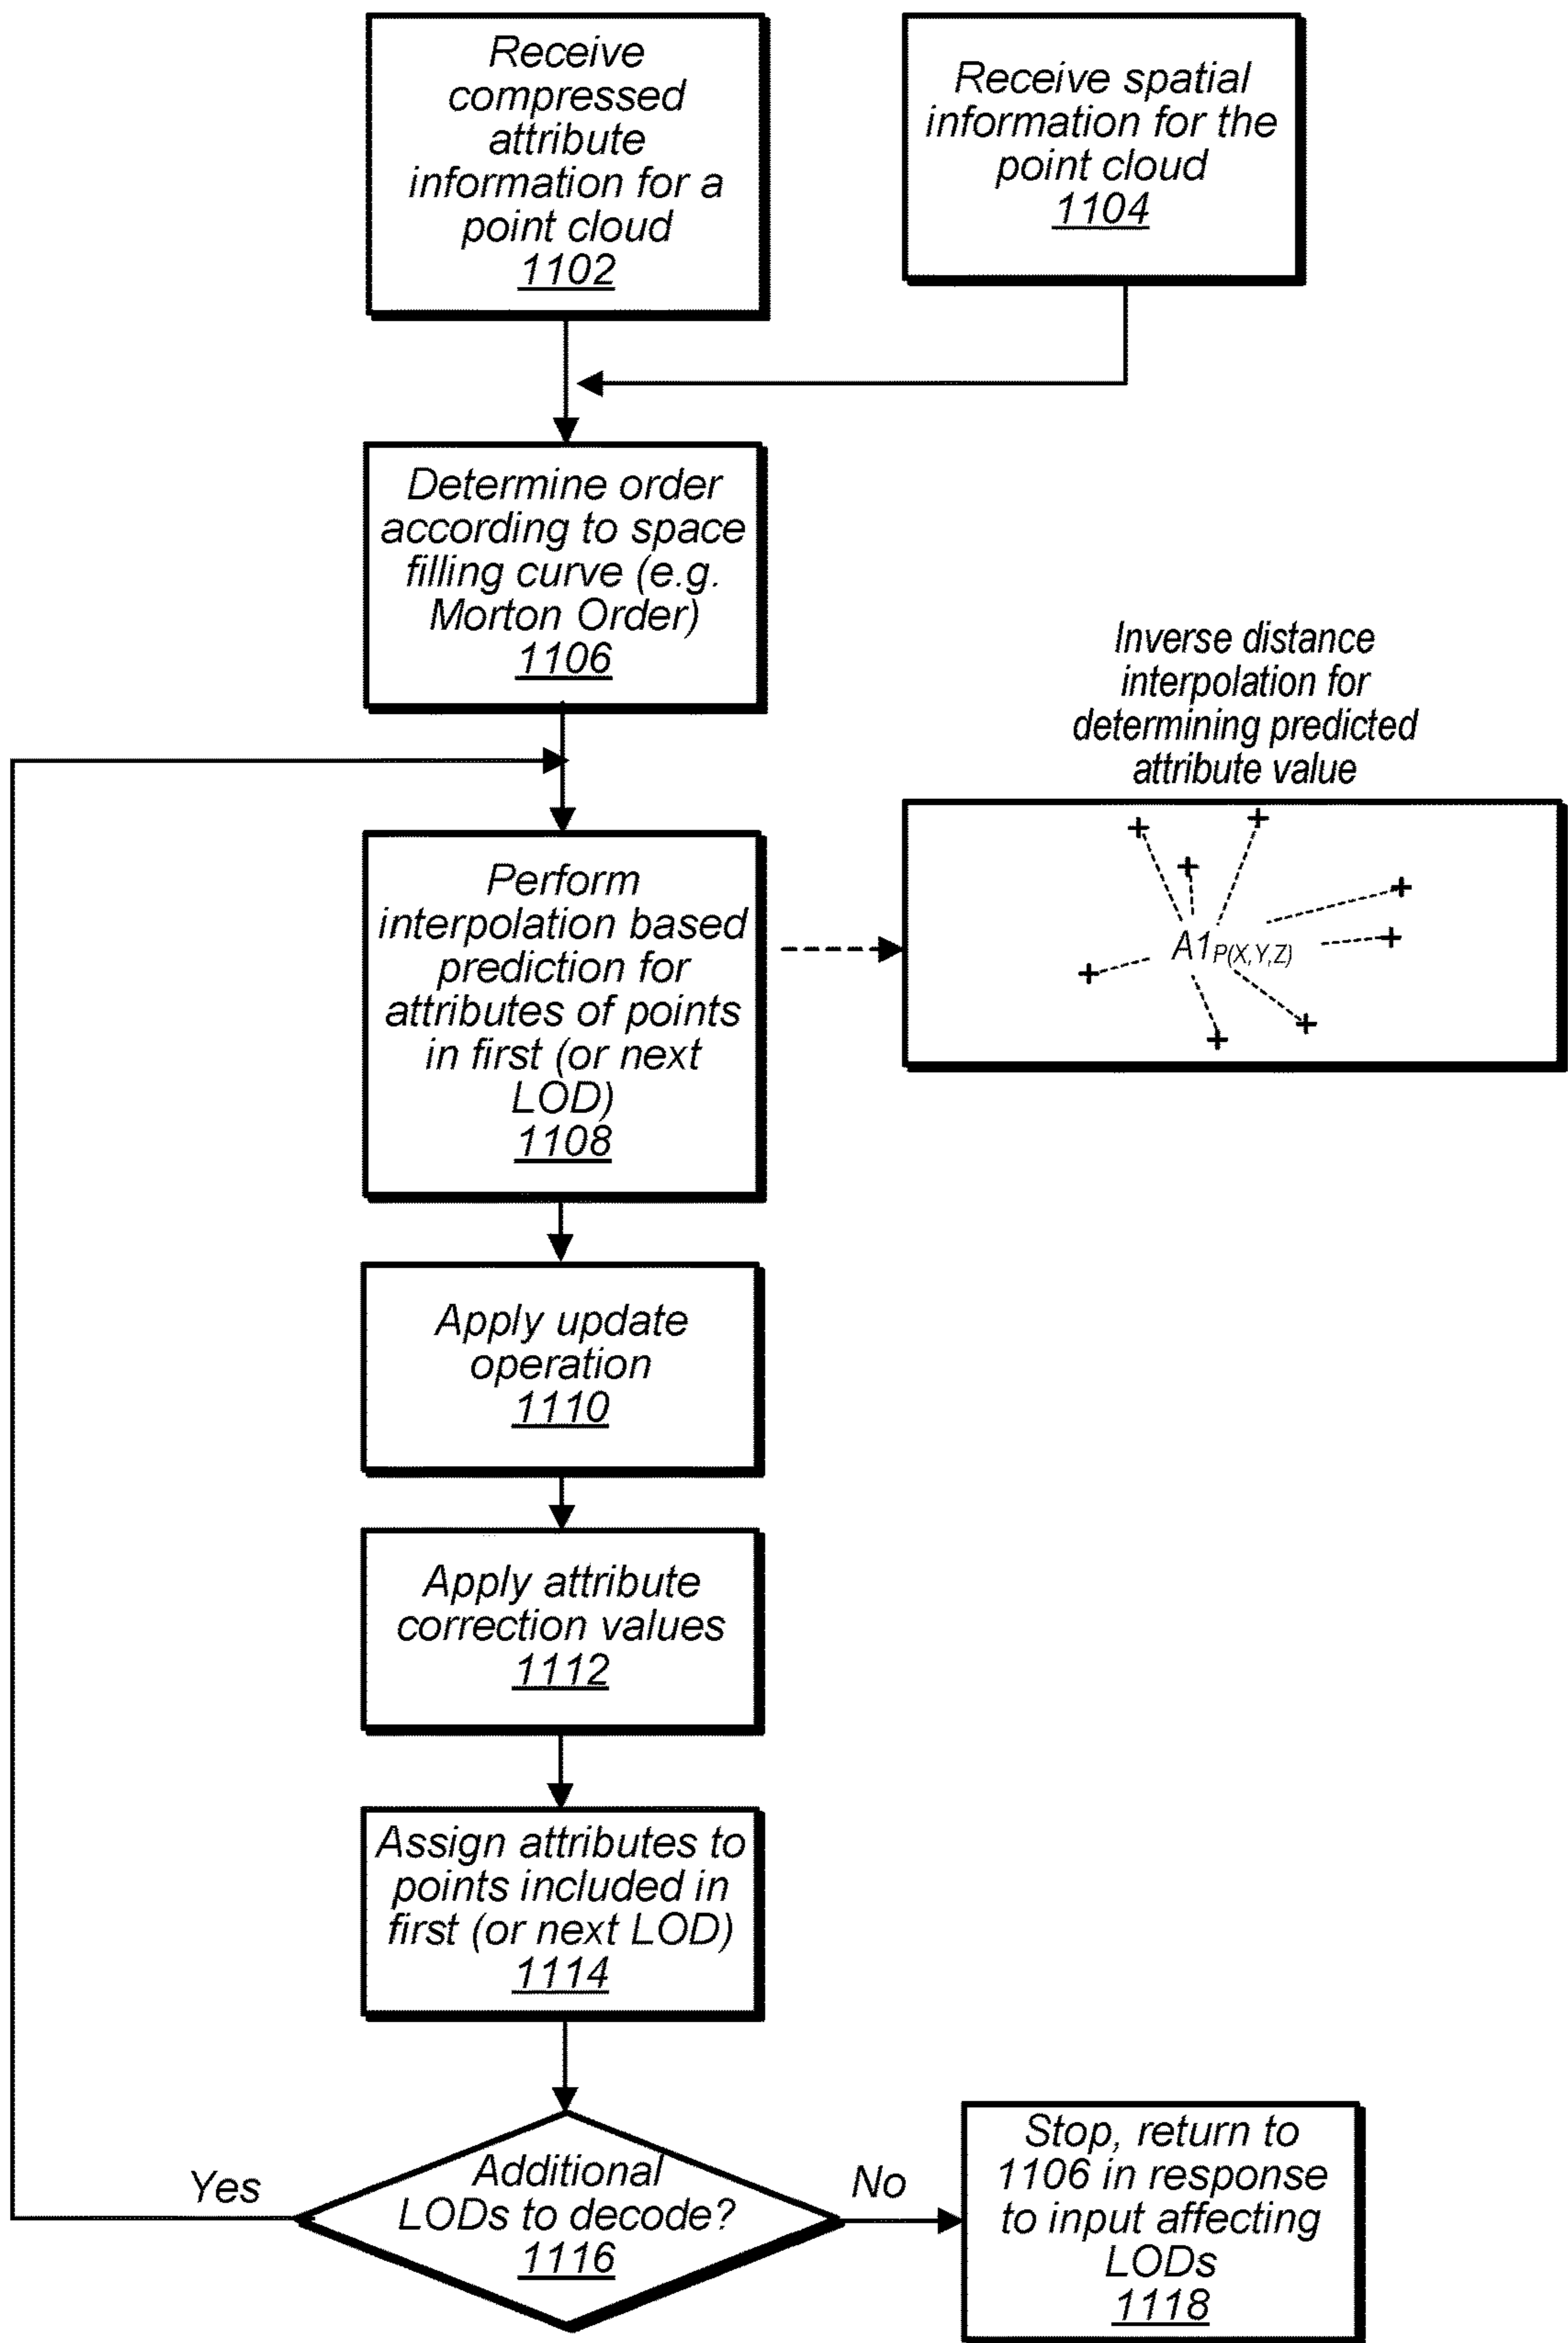 Receive
compressed
attribute
information for a
point cloud
1102
Receive spatial
information for the
point cloud
1104
Determine order
according to space
filling curve (e.g.
Morton Order)
1106
Inverse distance
interpolation for
determining predicted
attribute value
A1P(X,Y,Z)
Perform
interpolation based
prediction for
attributes of points
in first (or next
LOD)
1108
Apply update
operation
1110
Apply attribute
correction values
1112
Assign attributes to
points included in
first (or next LOD)
1114
Additional
LODs to decode?
1116
Yes
No
Stop, return to
1106 in response
to input affecting
LODs
1118